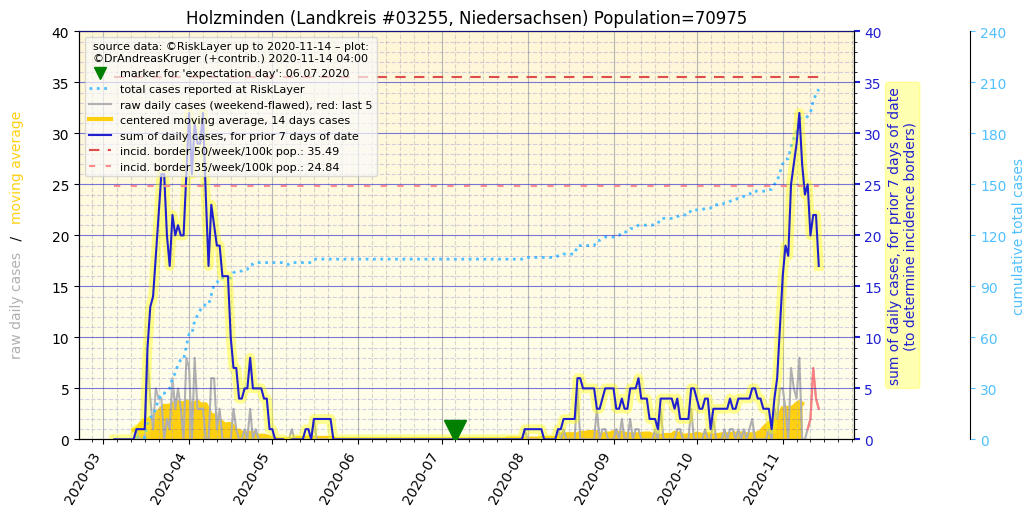 Holzminden (Landkreis #03255, Niedersachsen) Population=70975
source data: ©RiskLayer up to 2020-11-14 – plot:
©DrAndreasKruger (+contrib.) 2020-11-14 04:00
marker for 'expectation day': 06.07.2020
total cases reported at RiskLayer
raw daily cases (weekend-flawed), red: last 5
centered moving average, 14 days cases
sum of daily cases, for prior 7 days of date
incid. border 50/week/100k pop.: 35.49
incid. border 35/week/100k pop.: 24.84
raw daily cases / moving average
40
35
30
25
20
15
10
5
0
2020-03
2020-04
2020-05
2020-06
2020-07
2020-08
2020-09
2020-10
2020-11
40
35
30
25
20
15
10
5
0
sum of daily cases, for prior 7 days of date
(to determine incidence borders)
240
210
180
150
120
90
60
30
0
cumulative total cases